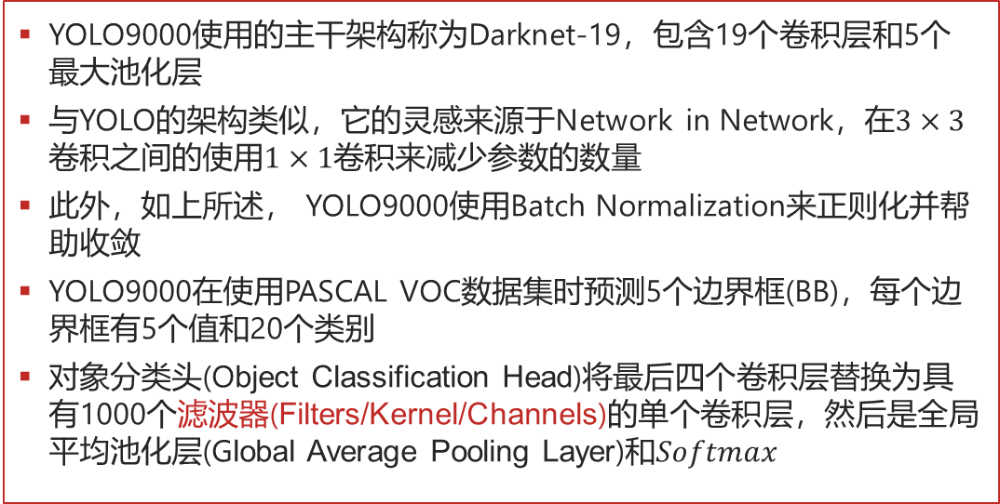 ▪ YOLO9000使用的主干架构称为Darknet-19，包含19个卷积层和5个
最大池化层
▪ 与YOLO的架构类似，它的灵感来源于Network in Network，在3 × 3
卷积之间的使用1 × 1卷积来减少参数的数量
▪ 此外，如上所述， YOLO9000使用Batch Normalization来正则化并帮
助收敛
▪ YOLO9000在使用PASCAL VOC数据集时预测5个边界框(BB)，每个边
界框有5个值和20个类别
▪ 对象分类头(Object Classification Head)将最后四个卷积层替换为具
有1000个滤波器(Filters/Kernel/Channels)的单个卷积层，然后是全局
平均池化层(Global Average Pooling Layer)和Softmax